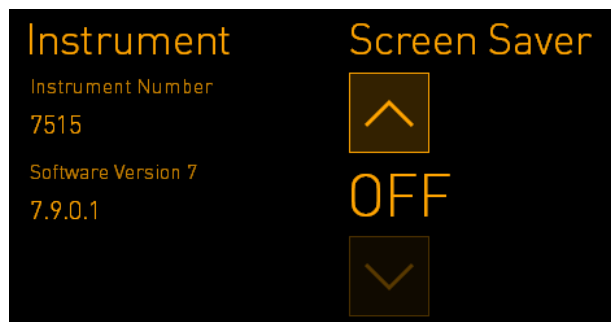 Instrument
Instrument Number
7515
Software Version 7
7.9.0.1
Screen Saver
OFF